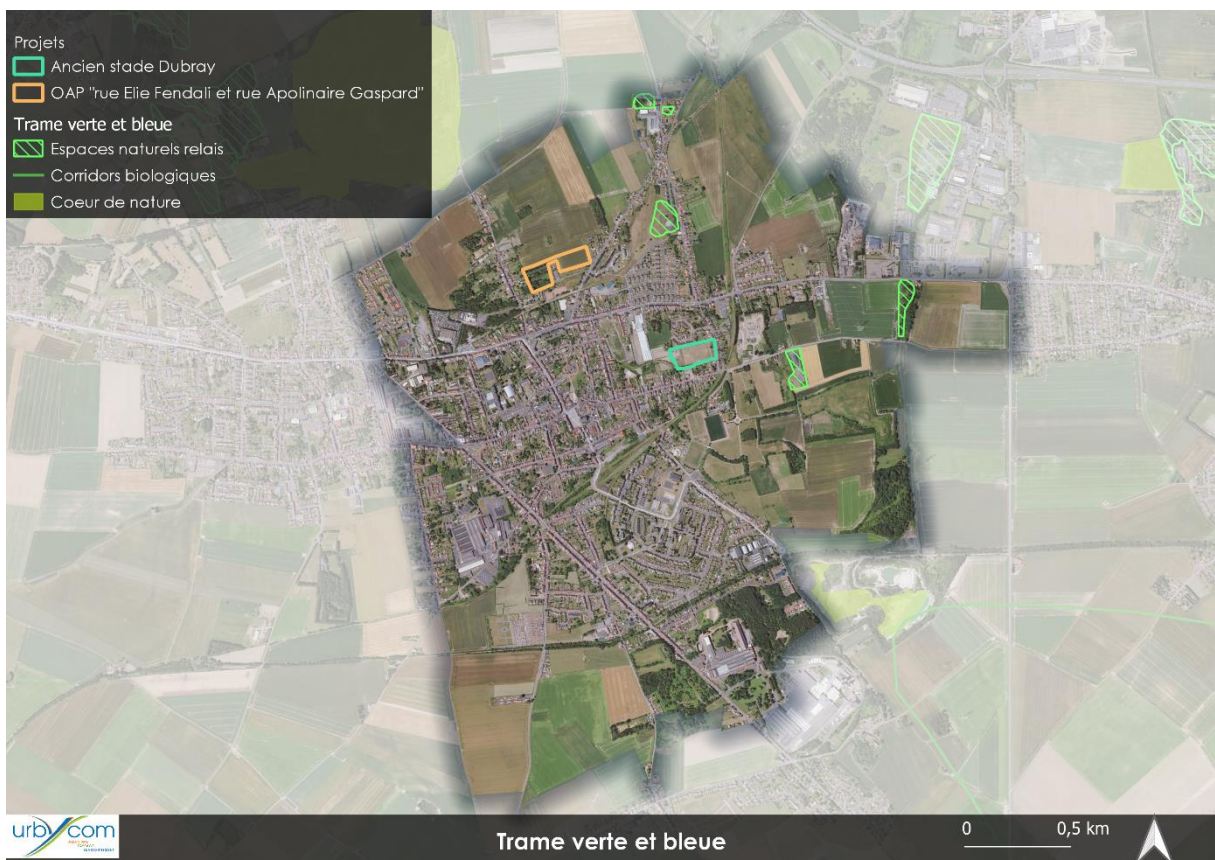 Projets
Ancien stade Dubray
OAP "rue Elie Fendali et rue Apolinaire Gaspard"
Trame verte et bleue
Espaces naturels relais
Corridors biologiques
Coeur de nature
urbycom
Trame verte et bleue
0 0,5 km